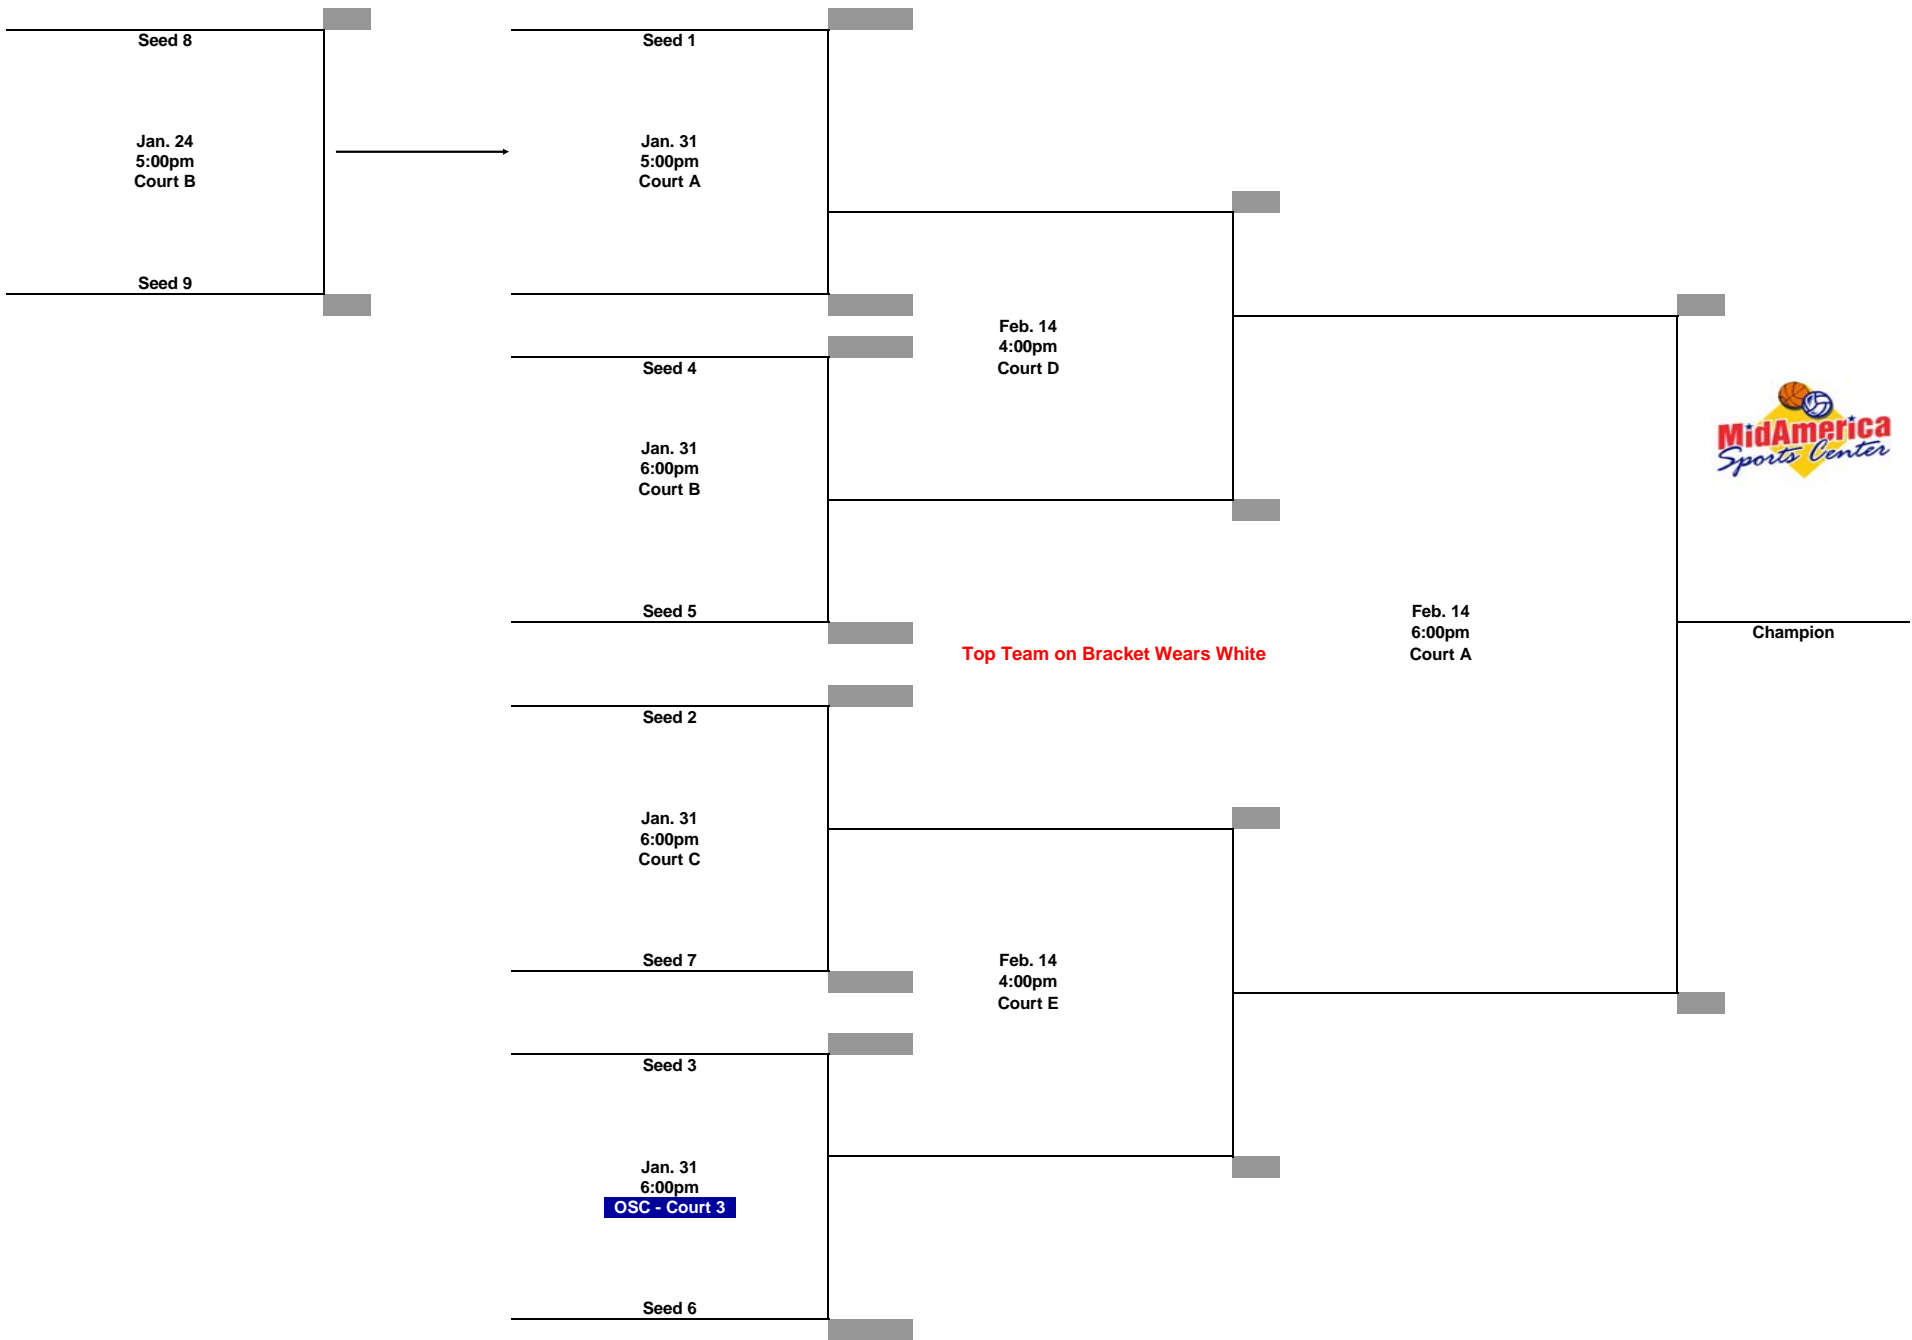 Seed 8
Jan. 24
5:00pm
Court B
Seed 9
Seed 1
Jan. 31
5:00pm
Court A
Seed 4
Jan. 31
6:00pm
Court B
Seed 5
Seed 2
Jan. 31
6:00pm
Court C
Seed 7
Seed 3
Jan. 31
6:00pm
OSC - Court 3
Seed 6
Feb. 14
4:00pm
Court D
Top Team on Bracket Wears White
Feb. 14
4:00pm
Court E
Feb. 14
6:00pm
Court A
MidAmerica
Sports Center
Champion